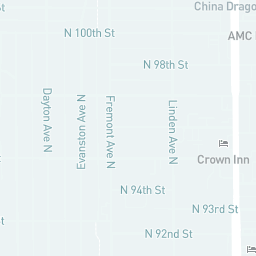 China Drago
N 100th St
AMC
N 98th St
Dayton Ave N
Evanston Ave N
Fremont Ave N
Linden Ave N
Crown Inn
N 94th St
N 93rd St
N 92nd St